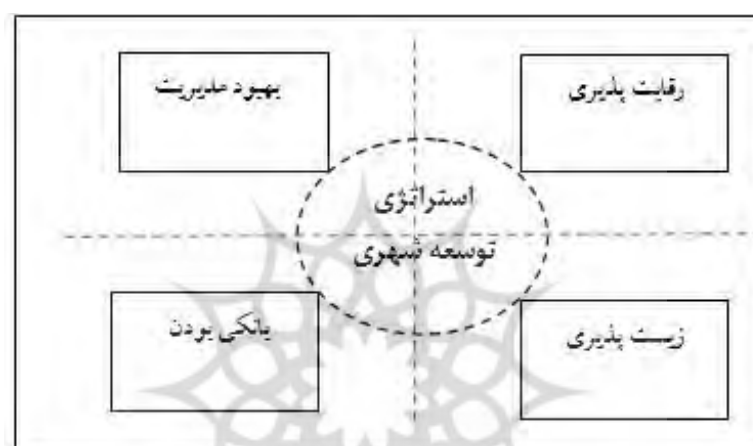 رقابت پذیری
بهبود مدیریت
استراتژی
توسعه شهری
زیست پذیری
بانکی بودن